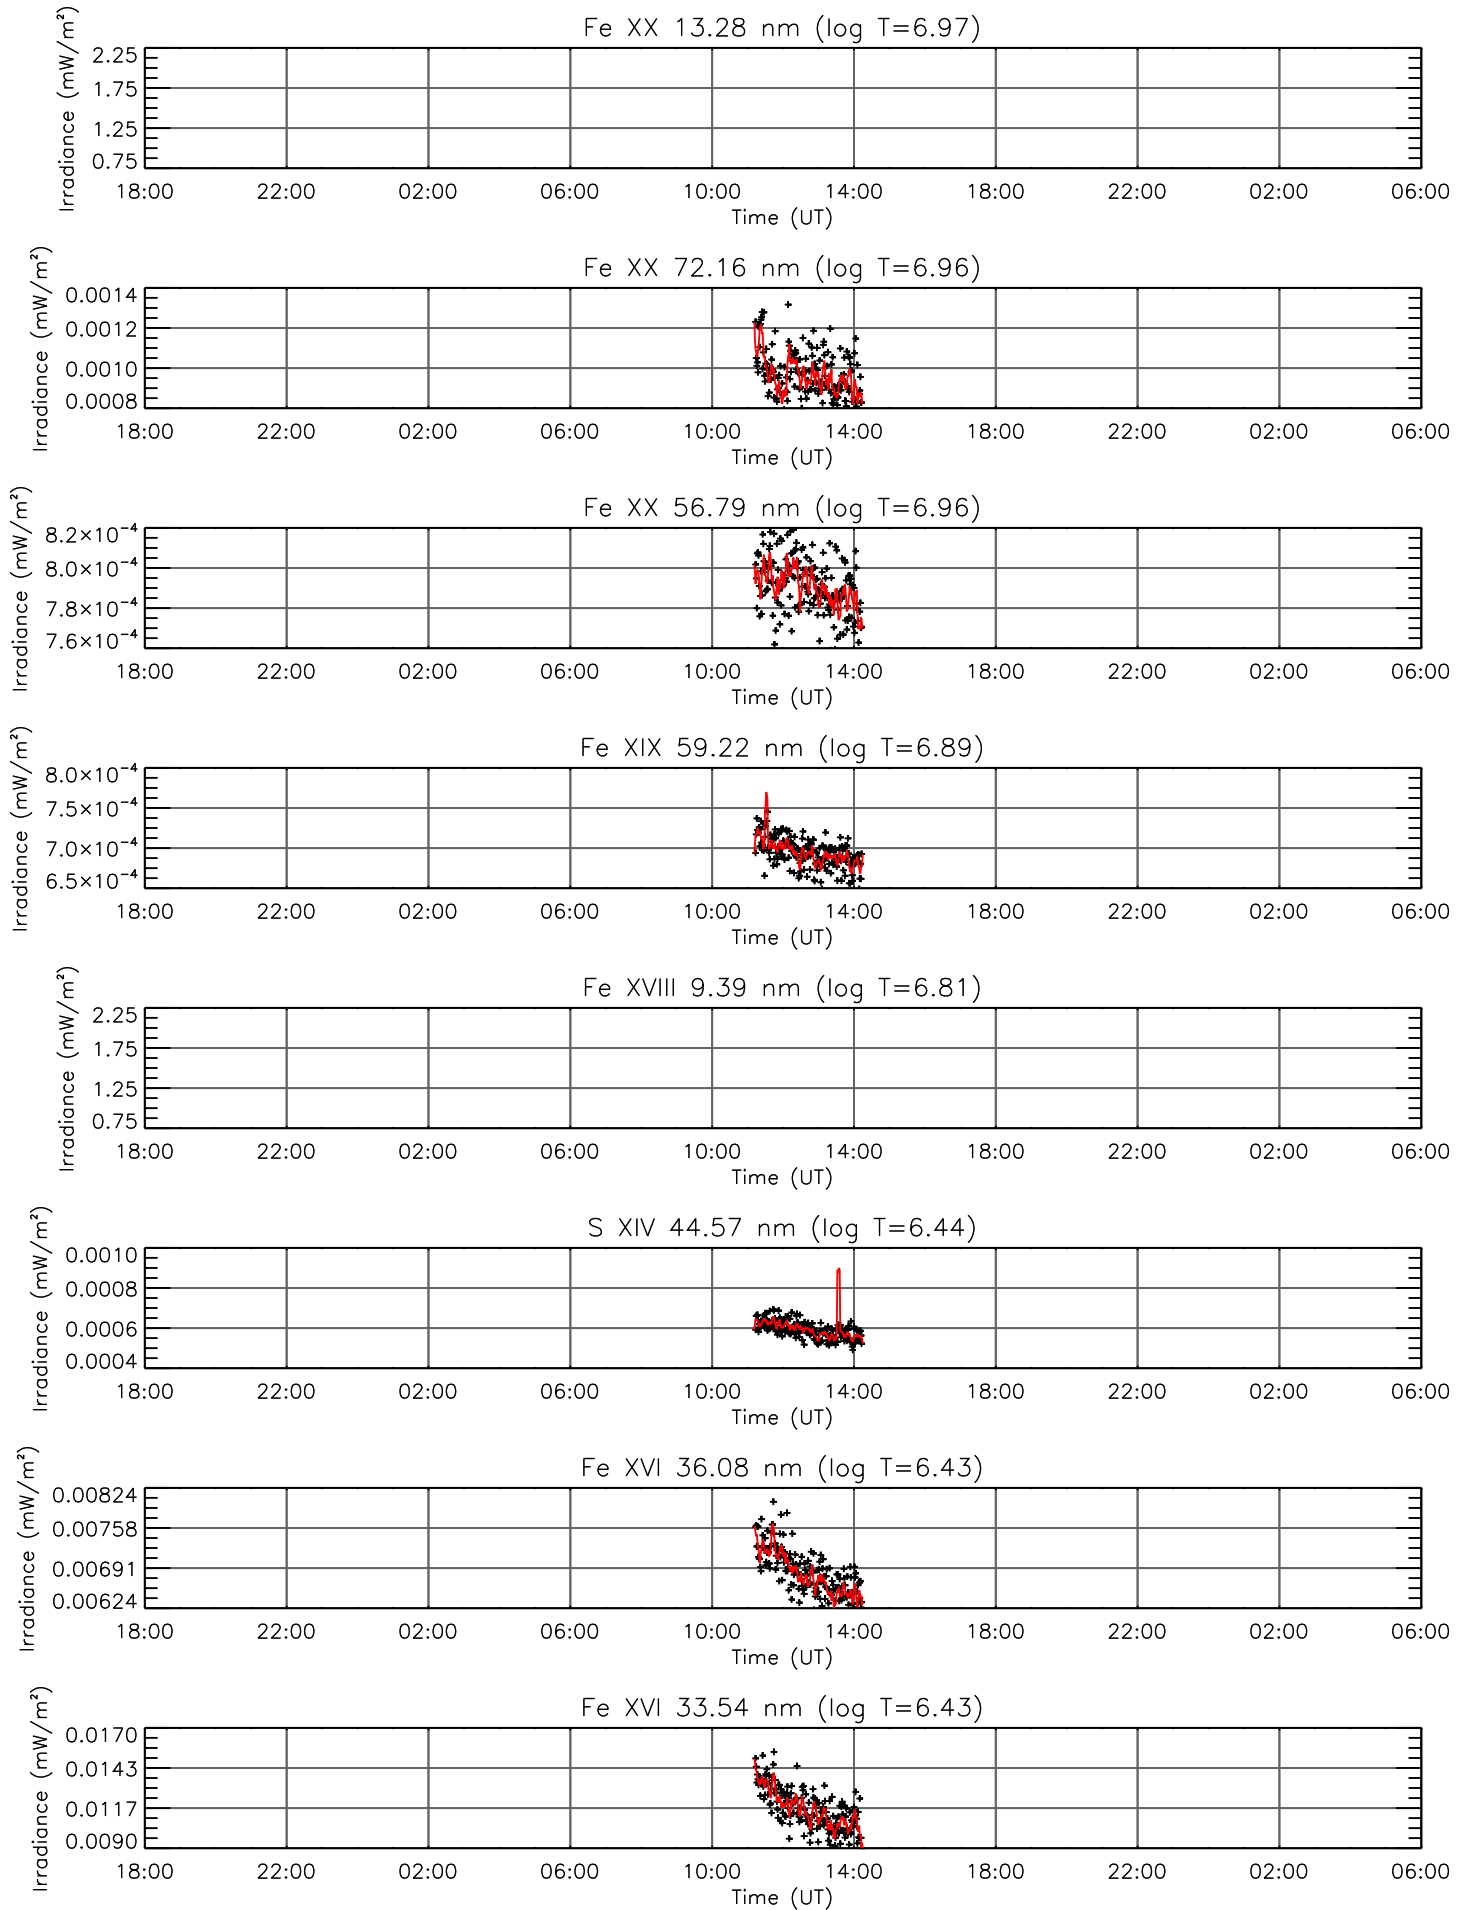 Fe XX 13.28 nm (log T=6.97)
Irradiance (mW/m²)
2.25
1.75
1.25
0.75
18:00 22:00 02:00 06:00 10:00 14:00 18:00 22:00 02:00 06:00
Time (UT)
Fe XX 72.16 nm (log T=6.96)
Irradiance (mW/m²)
0.0014
0.0012
0.0010
0.0008
18:00 22:00 02:00 06:00 10:00 14:00 18:00 22:00 02:00 06:00
Time (UT)
Fe XX 56.79 nm (log T=6.96)
Irradiance (mW/m²)
8.2×10⁻⁴
8.0×10⁻⁴
7.8×10⁻⁴
7.6×10⁻⁴
18:00 22:00 02:00 06:00 10:00 14:00 18:00 22:00 02:00 06:00
Time (UT)
Fe XIX 59.22 nm (log T=6.89)
Irradiance (mW/m²)
8.0×10⁻⁴
7.5×10⁻⁴
7.0×10⁻⁴
6.5×10⁻⁴
18:00 22:00 02:00 06:00 10:00 14:00 18:00 22:00 02:00 06:00
Time (UT)
Fe XVIII 9.39 nm (log T=6.81)
Irradiance (mW/m²)
2.25
1.75
1.25
0.75
18:00 22:00 02:00 06:00 10:00 14:00 18:00 22:00 02:00 06:00
Time (UT)
S XIV 44.57 nm (log T=6.44)
Irradiance (mW/m²)
0.0010
0.0008
0.0006
0.0004
18:00 22:00 02:00 06:00 10:00 14:00 18:00 22:00 02:00 06:00
Time (UT)
Fe XVI 36.08 nm (log T=6.43)
Irradiance (mW/m²)
0.00824
0.00758
0.00691
0.00624
18:00 22:00 02:00 06:00 10:00 14:00 18:00 22:00 02:00 06:00
Time (UT)
Fe XVI 33.54 nm (log T=6.43)
Irradiance (mW/m²)
0.0170
0.0143
0.0117
0.0090
18:00 22:00 02:00 06:00 10:00 14:00 18:00 22:00 02:00 06:00
Time (UT)